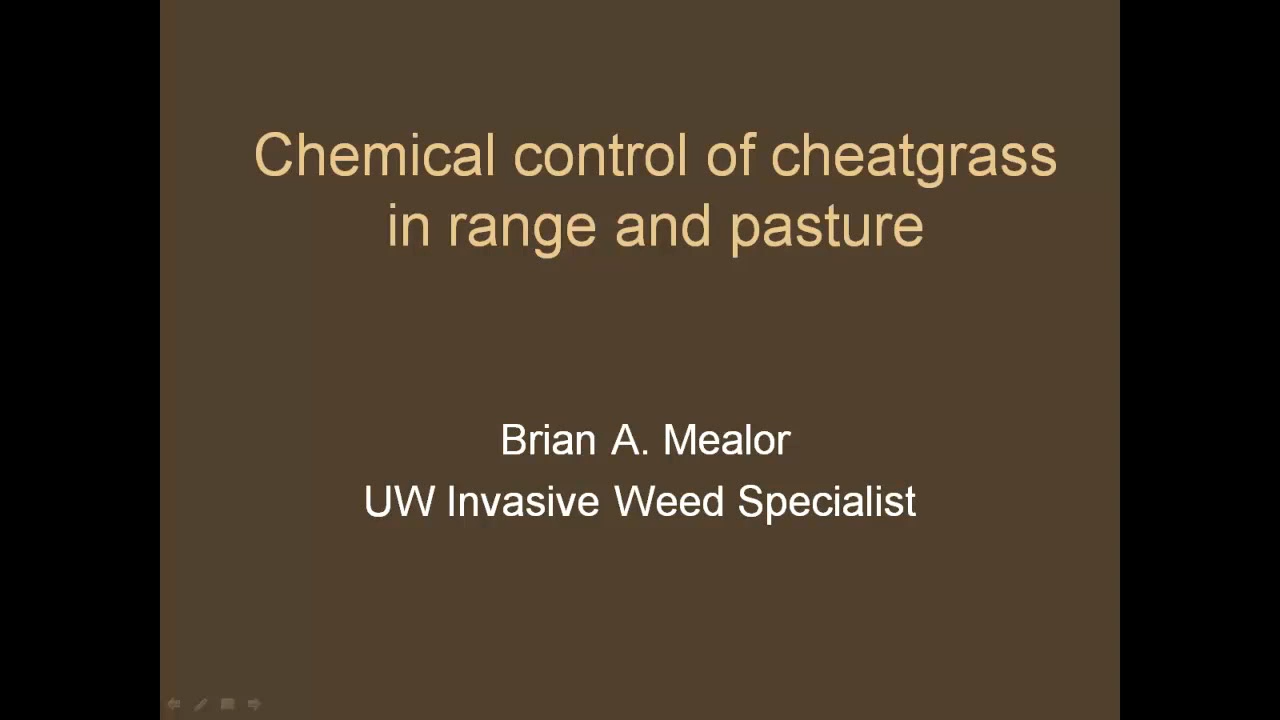 Chemical control of cheatgrass
in range and pasture
Brian A. Mealor
UW Invasive Weed Specialist